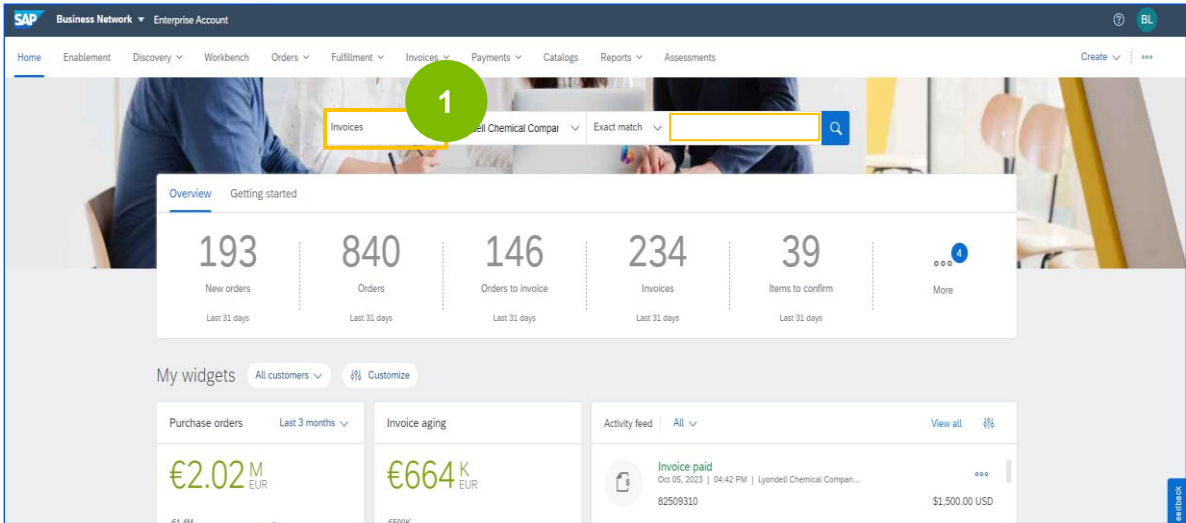 SAP Business Network Enterprise Account BL
Home Enablement Discovery Workbench Orders Fulfillment Invoices Payments Catalogs Reports Assessments Create
1
Invoices Chemical Compar Exact match
Overview Getting started
193 840 146 234 39 4
New orders Orders Orders to invoice Invoices Items to confirm More
Last 31 days Last 31 days Last 31 days Last 31 days Last 31 days
My widgets All customers Customize
Purchase orders Last 3 months Invoice aging Activity feed All View all
€2.02 M EUR €664 K EUR
Invoice paid
Oct 05, 2023 | 04:42 PM | Lyondell Chemical Compan...
82509310 $1,500.00 USD